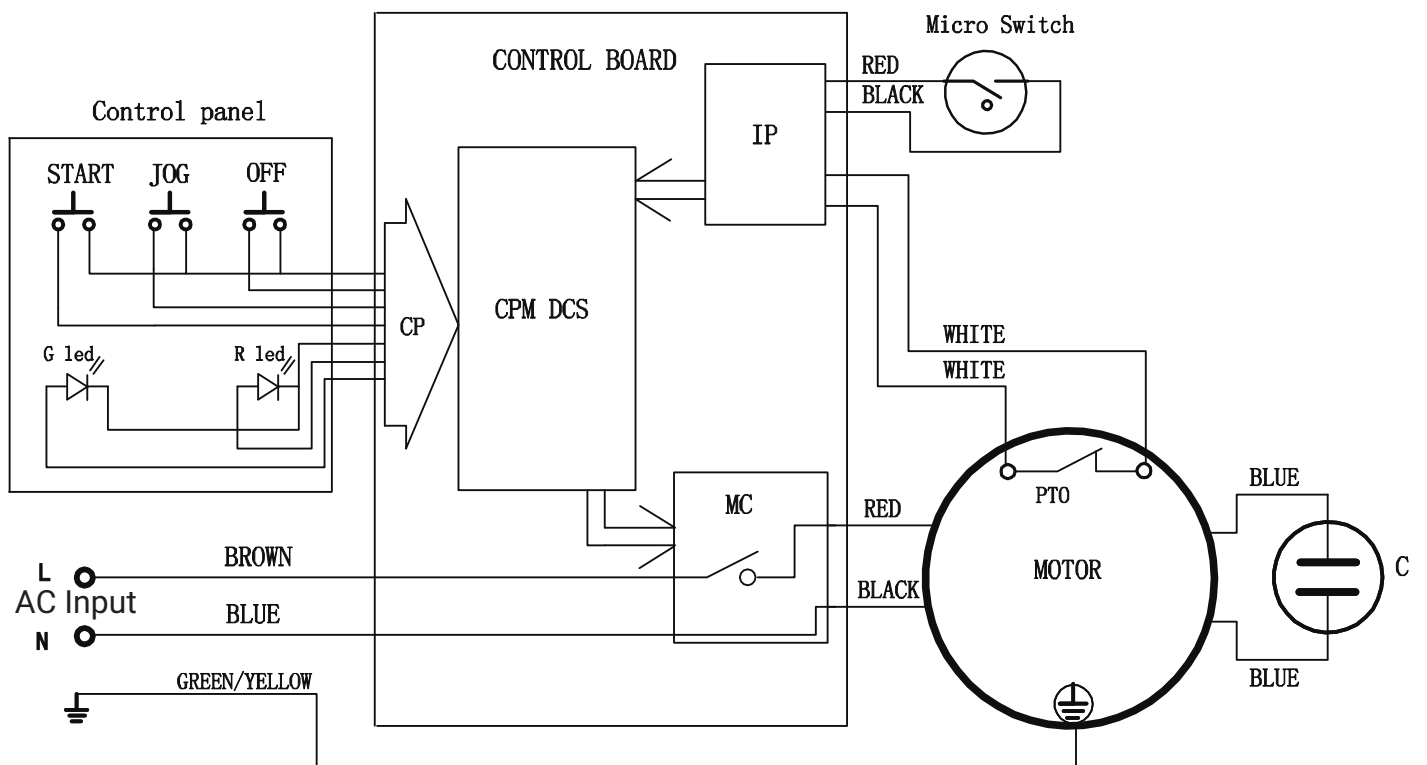 Micro Switch
CONTROL BOARD
RED
BLACK
Control panel
IP
START JOG OFF
CPM DCS
CP
WHITE
G led R led
WHITE
BLUE
PTO
MC
RED
BROWN
L
MOTOR
C
AC Input
BLACK
BLUE
N
GREEN/YELLOW
BLUE